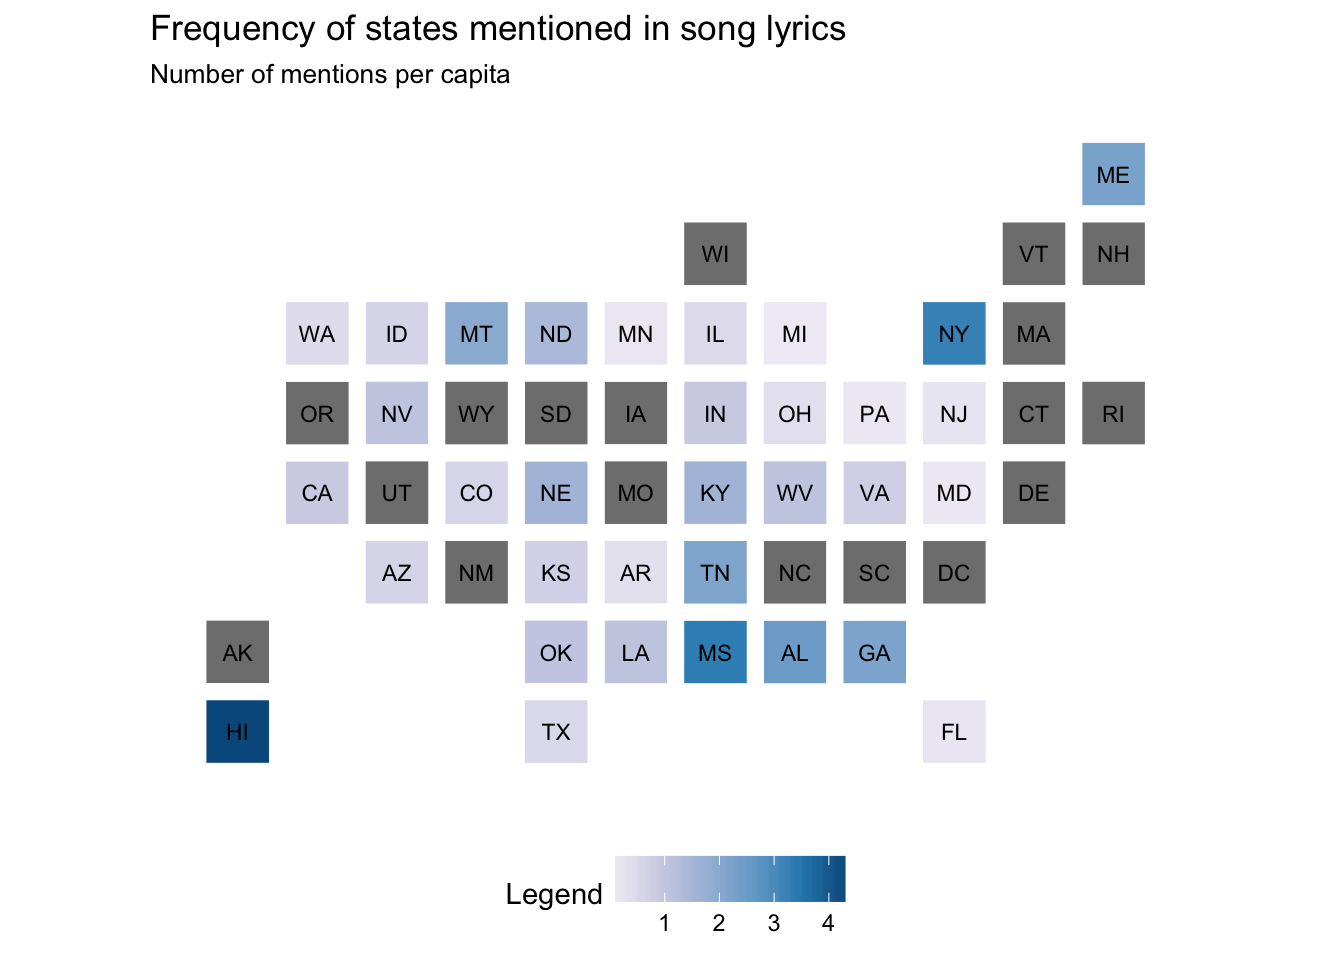 Frequency of states mentioned in song lyrics
Number of mentions per capita
ME
WI VT NH
WA ID MT ND MN IL MI NY MA
OR NV WY SD IA IN OH PA NJ CT RI
CA UT CO NE MO KY WV VA MD DE
AZ NM KS AR TN NC SC DC
AK OK LA MS AL GA
HI TX FL
Legend
1 2 3 4